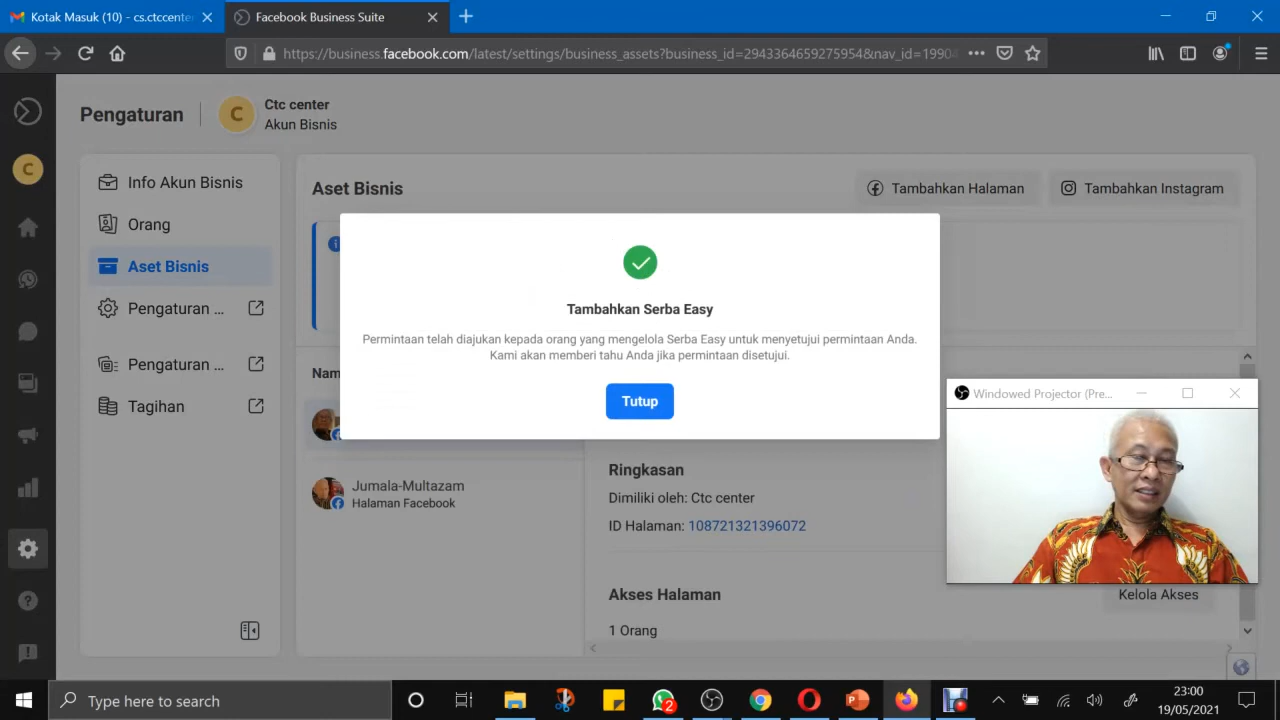 Kotak Masuk (10) - cs.ctccenter
Facebook Business Suite
https://business.facebook.com/latest/settings/business_assets?business_id=2943364659275954&nav_id=19904
Pengaturan
C
Ctc center
Akun Bisnis
C
Info Akun Bisnis
Orang
Aset Bisnis
Pengaturan ...
Pengaturan ...
Tagihan
Aset Bisnis
Tambahkan Halaman
Tambahkan Instagram
Tambahkan Serba Easy
Permintaan telah diajukan kepada orang yang mengelola Serba Easy untuk menyetujui permintaan Anda.
Kami akan memberi tahu Anda jika permintaan disetujui.
Tutup
Nam
Jumala-Multazam
Halaman Facebook
Ringkasan
Dimiliki oleh: Ctc center
ID Halaman: 108721321396072
Akses Halaman
Kelola Akses
1 Orang
Windowed Projector (Pre...
Type here to search
2
23:00
19/05/2021